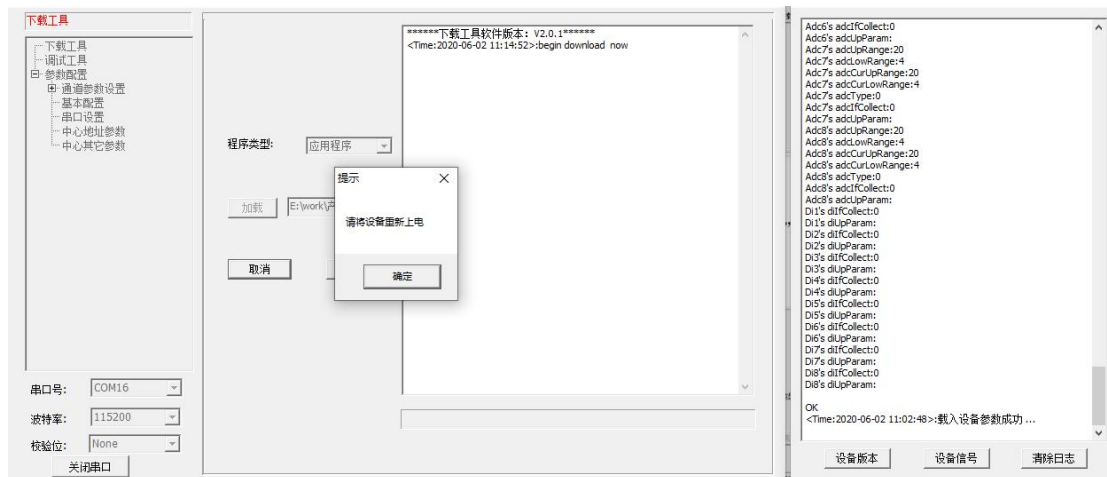 下载工具
下载工具
调试工具
参数配置
通道参数设置
基本配置
串口设置
中心地址参数
中心其它参数
串口号: COM16
波特率: 115200
校验位: None
关闭串口
程序类型: 应用程序
加载 E:\work\
取消
******下载工具软件版本: V2.0.1******
<Time:2020-06-02 11:14:52>:begin download now
提示
请将设备重新上电
确定
Adc6's adcIfCollect:0
Adc6's adcUpParam:
Adc7's adcUpRange:20
Adc7's adcLowRange:4
Adc7's adcCurUpRange:20
Adc7's adcCurLowRange:4
Adc7's adcType:0
Adc7's adcIfCollect:0
Adc7's adcUpParam:
Adc8's adcUpRange:20
Adc8's adcLowRange:4
Adc8's adcCurUpRange:20
Adc8's adcCurLowRange:4
Adc8's adcType:0
Adc8's adcIfCollect:0
Adc8's adcUpParam:
Di1's diIfCollect:0
Di1's diUpParam:
Di2's diIfCollect:0
Di2's diUpParam:
Di3's diIfCollect:0
Di3's diUpParam:
Di4's diIfCollect:0
Di4's diUpParam:
Di5's diIfCollect:0
Di5's diUpParam:
Di6's diIfCollect:0
Di6's diUpParam:
Di7's diIfCollect:0
Di7's diUpParam:
Di8's diIfCollect:0
Di8's diUpParam:
OK
<Time:2020-06-02 11:02:48>:载入设备参数成功 ...
设备版本 设备信号 清除日志